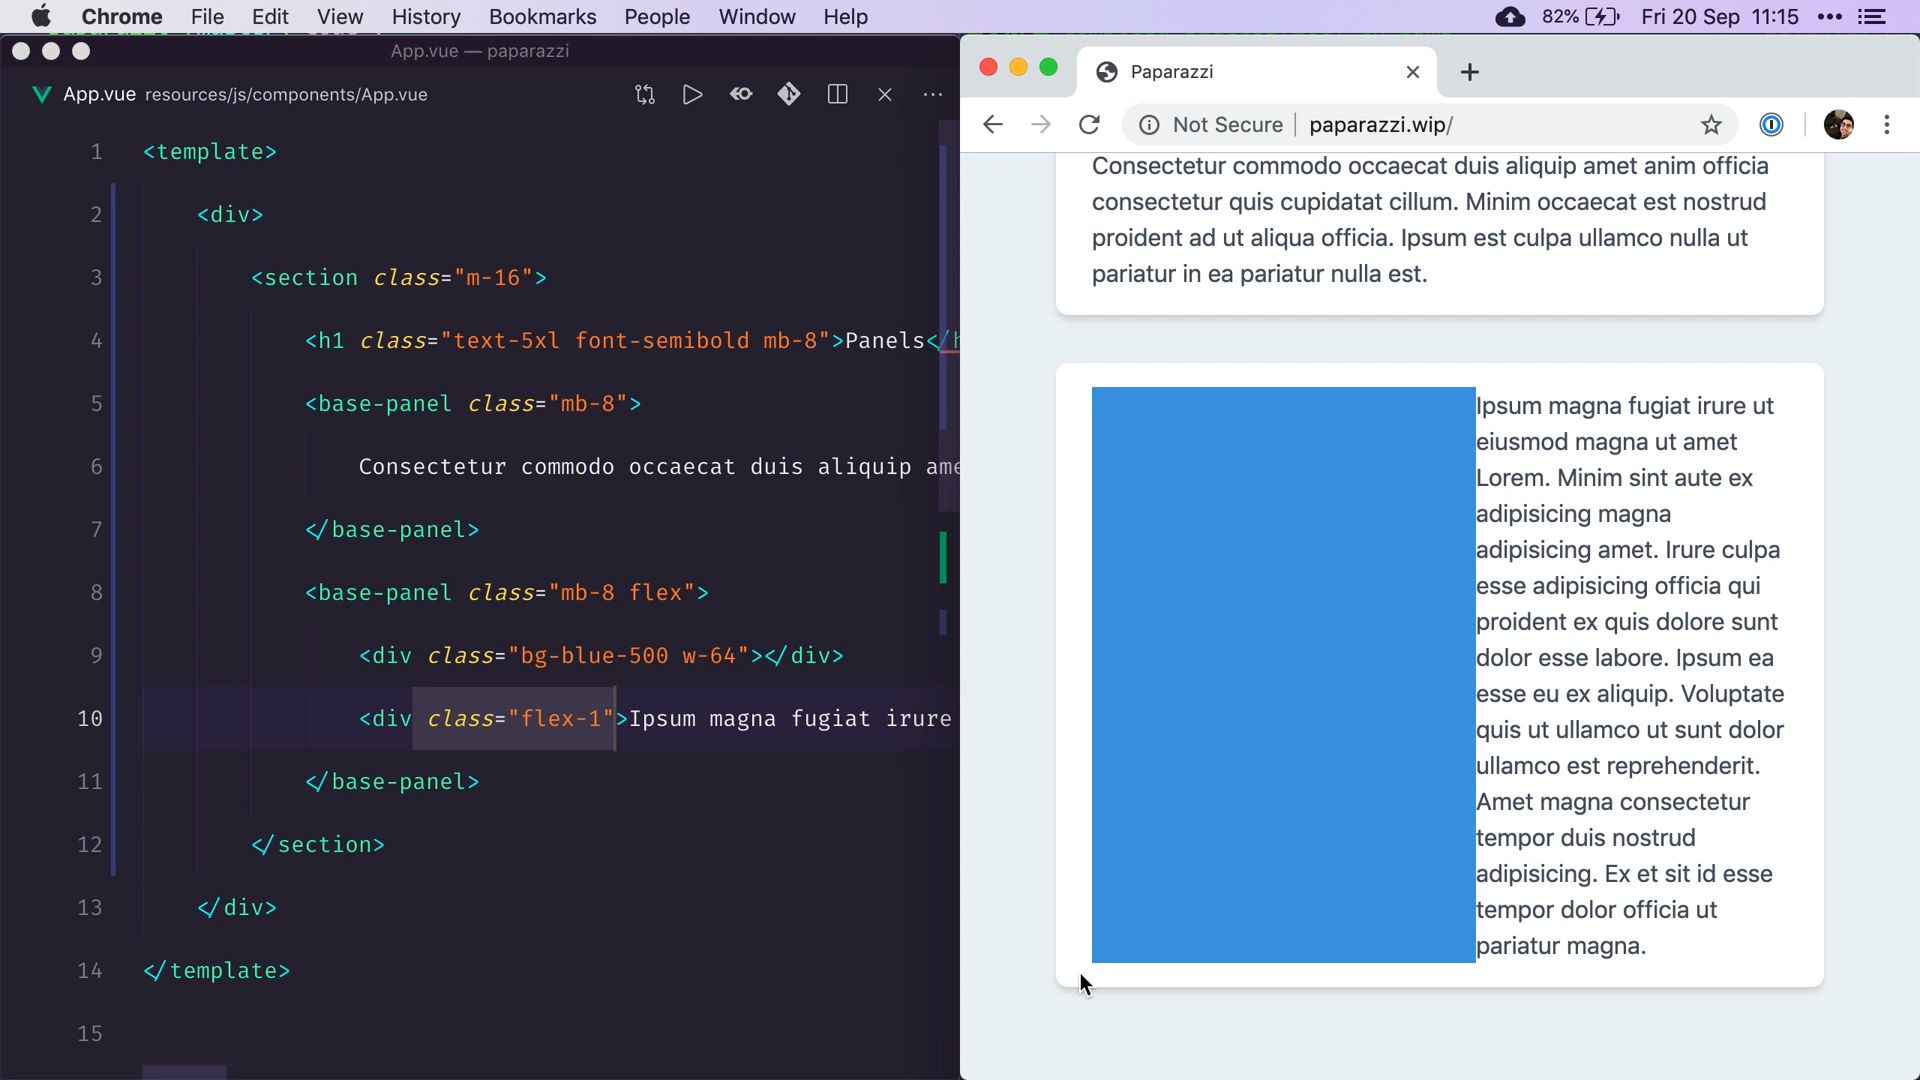 Chrome File Edit View History Bookmarks People Window Help 82% Fri 20 Sep 11:15
App.vue — paparazzi
App.vue resources/js/components/App.vue
1 <template>
2 <div>
3 <section class="m-16">
4 <h1 class="text-5xl font-semibold mb-8">Panels</h
5 <base-panel class="mb-8">
6 Consectetur commodo occaecat duis aliquip ame
7 </base-panel>
8 <base-panel class="mb-8 flex">
9 <div class="bg-blue-500 w-64"></div>
10 <div class="flex-1">Ipsum magna fugiat irure
11 </base-panel>
12 </section>
13 </div>
14 </template>
15
Paparazzi
Not Secure paparazzi.wip/
Consectetur commodo occaecat duis aliquip amet anim officia
consectetur quis cupidatat cillum. Minim occaecat est nostrud
proident ad ut aliqua officia. Ipsum est culpa ullamco nulla ut
pariatur in ea pariatur nulla est.
Ipsum magna fugiat irure ut
eiusmod magna ut amet
Lorem. Minim sint aute ex
adipisicing magna
adipisicing amet. Irure culpa
esse adipisicing officia qui
proident ex quis dolore sunt
dolor esse labore. Ipsum ea
esse eu ex aliquip. Voluptate
quis ut ullamco ut sunt dolor
ullamco est reprehenderit.
Amet magna consectetur
tempor duis nostrud
adipisicing. Ex et sit id esse
tempor dolor officia ut
pariatur magna.